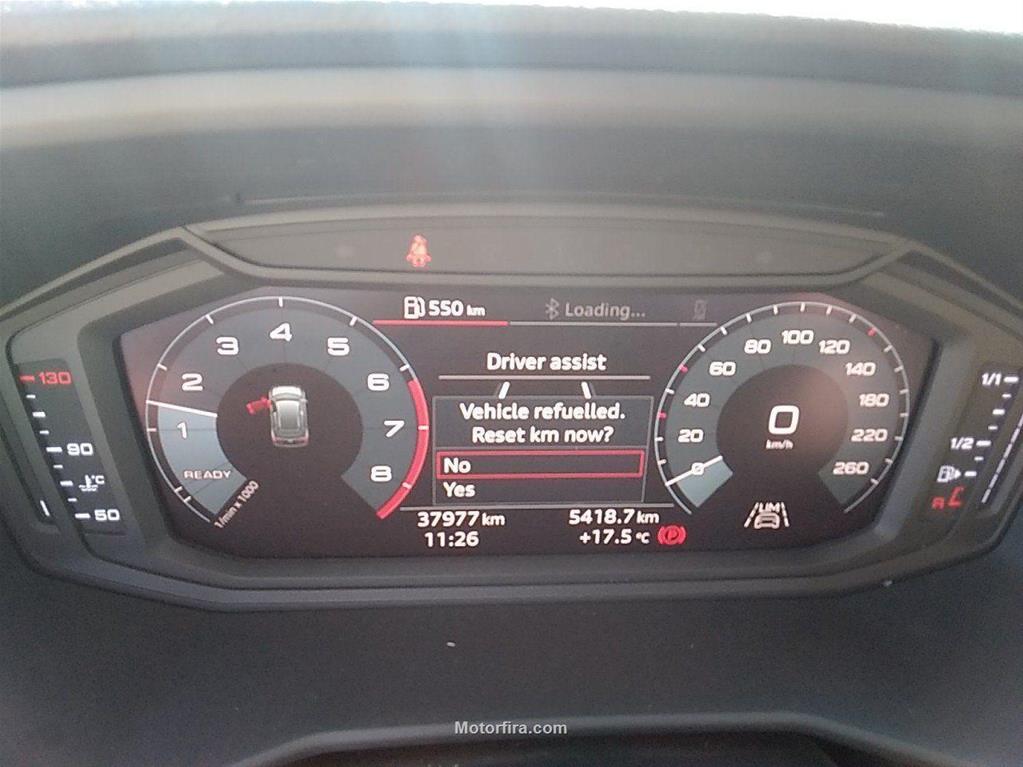 550 km
Loading...
Driver assist
Vehicle refuelled.
Reset km now?
No
Yes
37977 km
5418.7 km
11:26
+17.5 °C
P
1
2
3
4
5
6
7
8
READY
1/min x 1000
0
20
40
60
80
100
120
140
180
220
260
0
km/h
LIM
130
90
°C
50
1/1
1/2
Motorfira.com